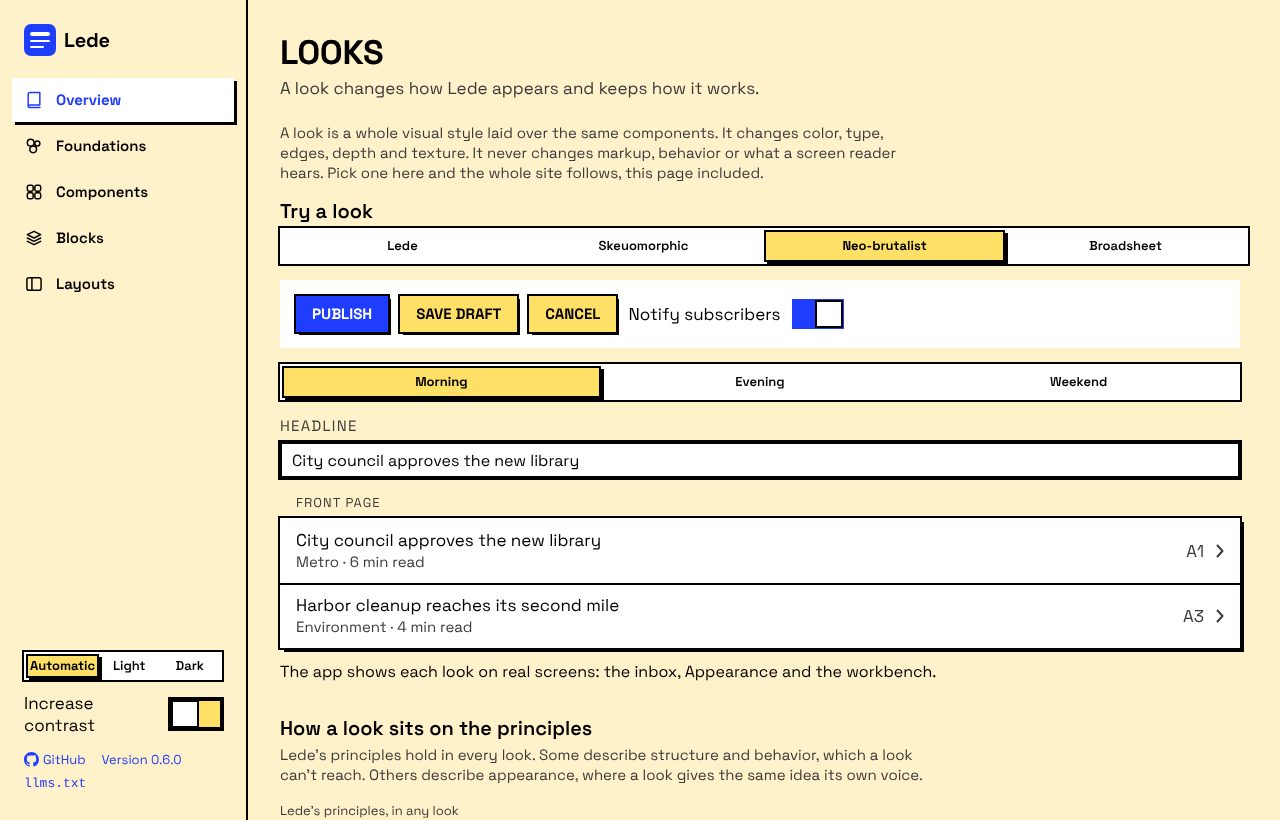 Lede
Overview
Foundations
Components
Blocks
Layouts
Automatic Light Dark
Increase
contrast
GitHub Version 0.6.0
llms.txt
LOOKS
A look changes how Lede appears and keeps how it works.
A look is a whole visual style laid over the same components. It changes color, type,
edges, depth and texture. It never changes markup, behavior or what a screen reader
hears. Pick one here and the whole site follows, this page included.
Try a look
Lede Skeuomorphic Neo-brutalist Broadsheet
PUBLISH SAVE DRAFT CANCEL Notify subscribers
Morning Evening Weekend
HEADLINE
City council approves the new library
FRONT PAGE
City council approves the new library
Metro · 6 min read
A1
Harbor cleanup reaches its second mile
Environment · 4 min read
A3
The app shows each look on real screens: the inbox, Appearance and the workbench.
How a look sits on the principles
Lede’s principles hold in every look. Some describe structure and behavior, which a look
can’t reach. Others describe appearance, where a look gives the same idea its own voice.
Lede’s principles, in any look